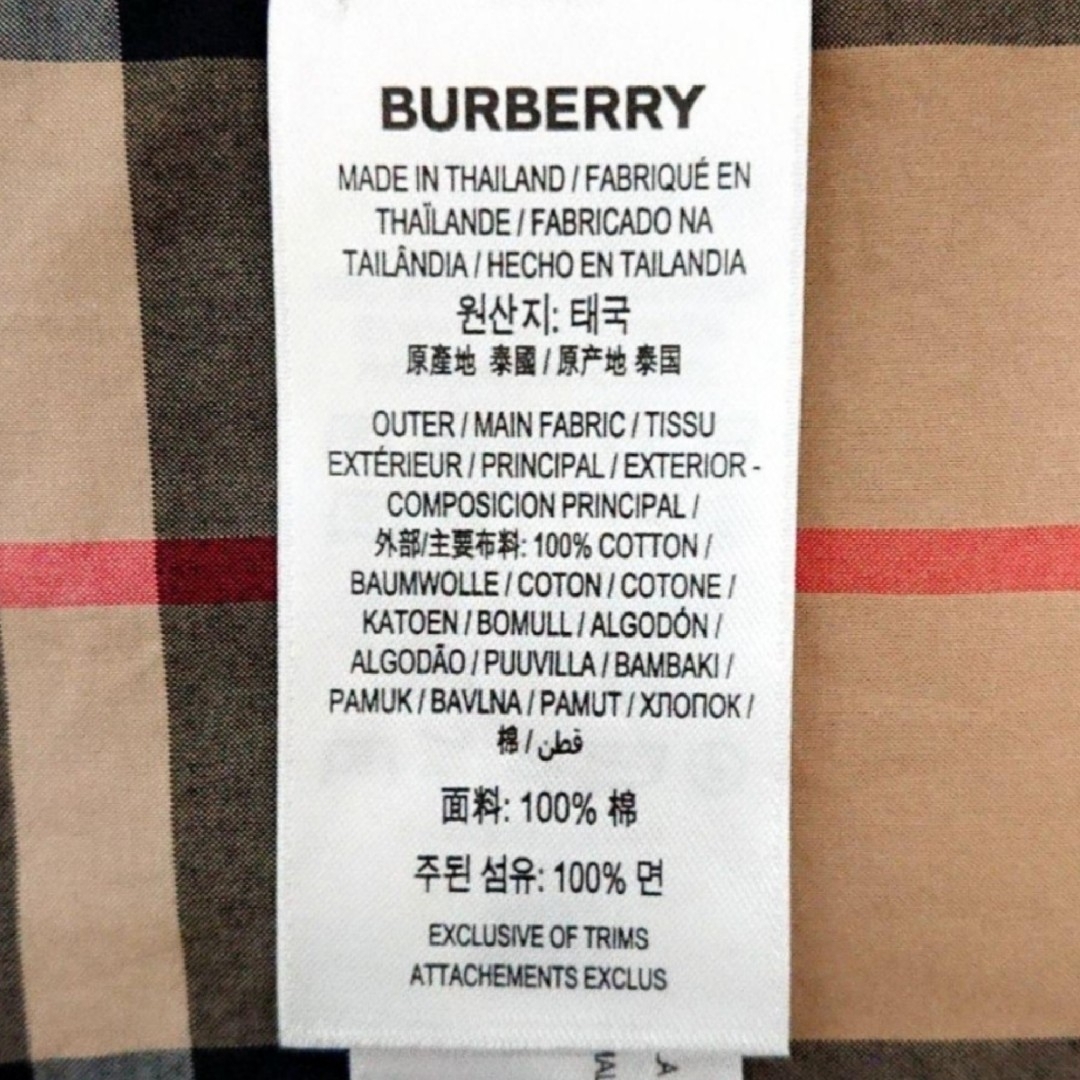 BURBERRY
MADE IN THAILAND / FABRIQUÉ EN
THAÏLANDE / FABRICADO NA
TAILÂNDIA / HECHO EN TAILANDIA
원산지: 태국
原產地 泰國 / 原产地 泰国
OUTER / MAIN FABRIC / TISSU
EXTÉRIEUR / PRINCIPAL / EXTERIOR -
COMPOSICION PRINCIPAL /
外部/主要布料: 100% COTTON /
BAUMWOLLE / COTON / COTONE /
KATOEN / BOMULL / ALGODÓN /
ALGODÃO / PUUVILLA / BAMBAKI /
PAMUK / BAVLNA / PAMUT / ХЛОПОК /
棉 / قطن
面料: 100% 棉
주된 섬유: 100% 면
EXCLUSIVE OF TRIMS
ATTACHEMENTS EXCLUS